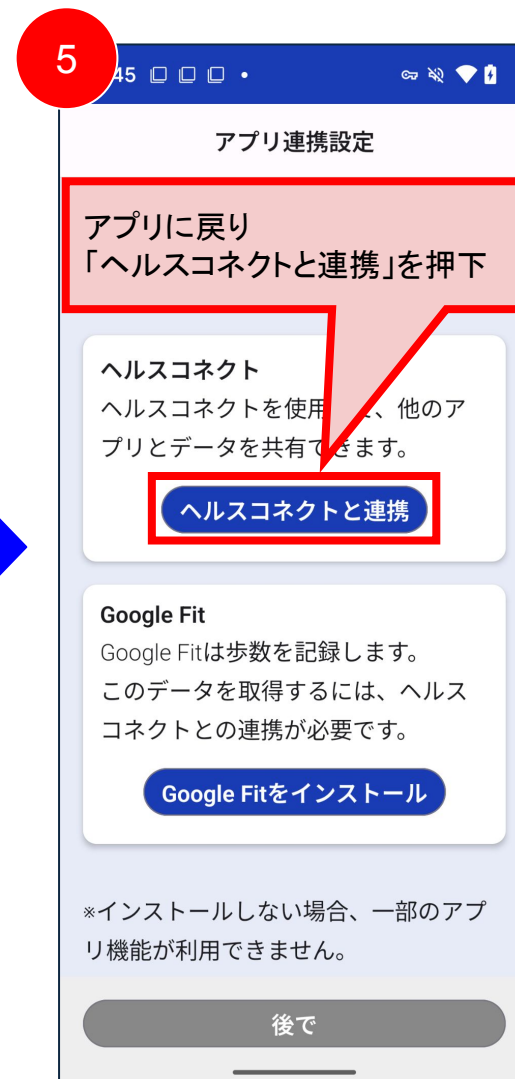 5
45
アプリ連携設定
アプリに戻り
「ヘルスコネクトと連携」を押下
ヘルスコネクト
ヘルスコネクトを使用 、他のア
プリとデータを共有できます。
ヘルスコネクトと連携
Google Fit
Google Fitは歩数を記録します。
このデータを取得するには、ヘルス
コネクトとの連携が必要です。
Google Fitをインストール
※インストールしない場合、一部のアプ
リ機能が利用できません。
後で